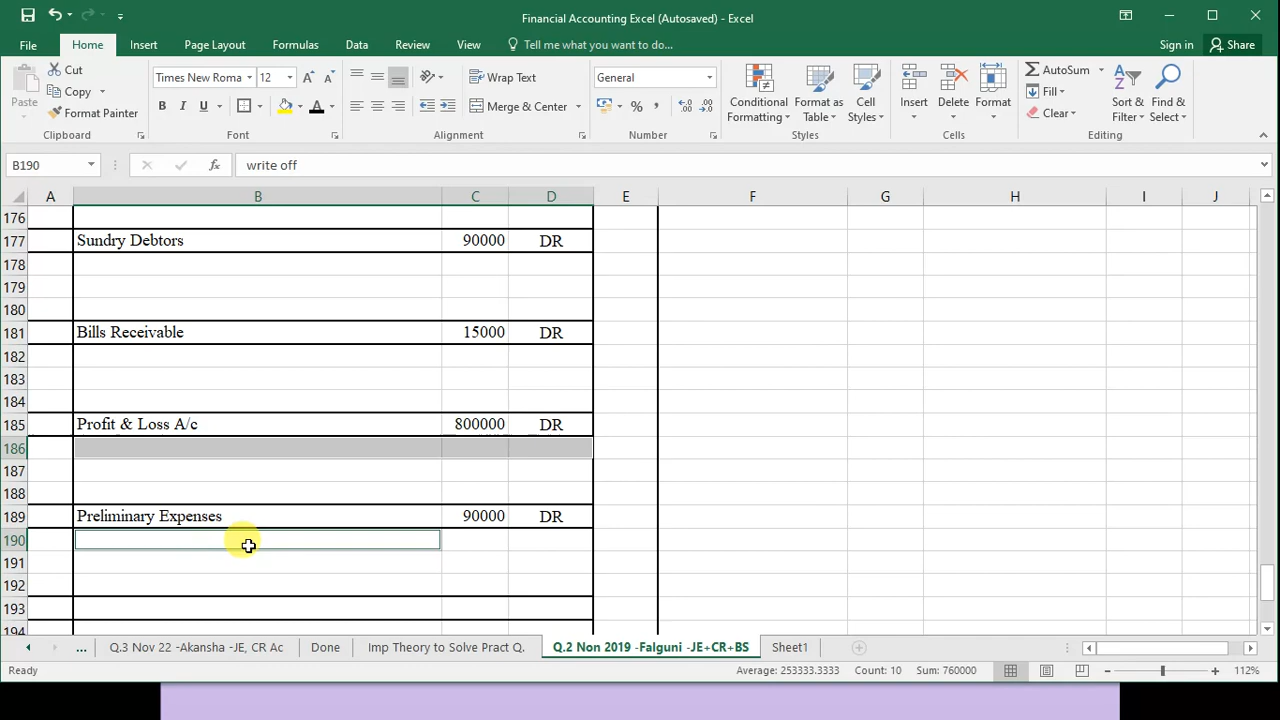 Financial Accounting Excel (Autosaved) - Excel
File Home Insert Page Layout Formulas Data Review View Tell me what you want to do... Sign in Share
Paste
Cut
Copy
Format Painter
Clipboard
Times New Roma 12
B I U
Font
Wrap Text
Merge & Center
Alignment
General
%
Number
Conditional Formatting
Format as Table
Cell Styles
Styles
Insert
Delete
Format
Cells
AutoSum
Fill
Clear
Sort & Filter
Find & Select
Editing
B190 fx write off
A B C D E F G H I J
176
177 Sundry Debtors 90000 DR
178
179
180
181 Bills Receivable 15000 DR
182
183
184
185 Profit & Loss A/c 800000 DR
186
187
188
189 Preliminary Expenses 90000 DR
190
191
192
193
194
... Q.3 Nov 22 -Akansha -JE, CR Ac Done Imp Theory to Solve Pract Q. Q.2 Non 2019 -Falguni -JE+CR+BS Sheet1
Ready Average: 253333.3333 Count: 10 Sum: 760000 112%